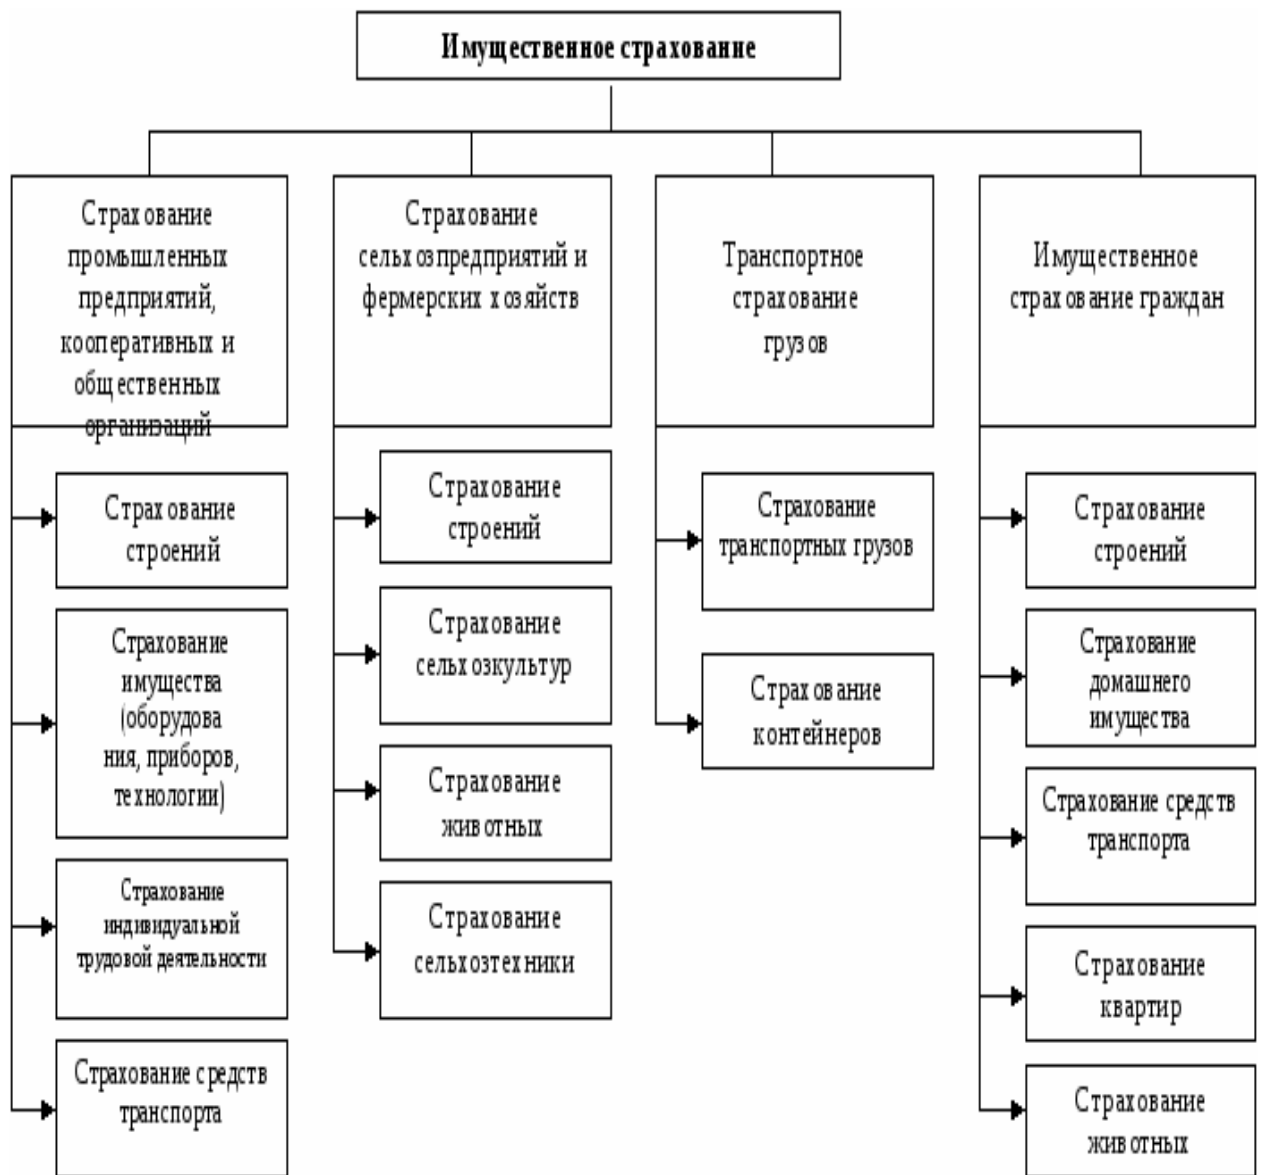 Имущественное страхование
Страхование
промышленных
предприятий,
кооперативных и
общественных
организаций
Страхование
строений
Страхование
имущества
(оборудова
ния, приборов,
технологии)
Страхование
индивидуальной
трудовой деятельности
Страхование средств
транспорта
Страхование
сельхозпредприятий и
фермерских хозяйств
Страхование
строений
Страхование
сельхозкультур
Страхование
животных
Страхование
сельхозтехники
Транспортное
страхование
грузов
Страхование
транспортных грузов
Страхование
контейнеров
Имущественное
страхование граждан
Страхование
строений
Страхование
домашнего
имущества
Страхование средств
транспорта
Страхование
квартир
Страхование
животных